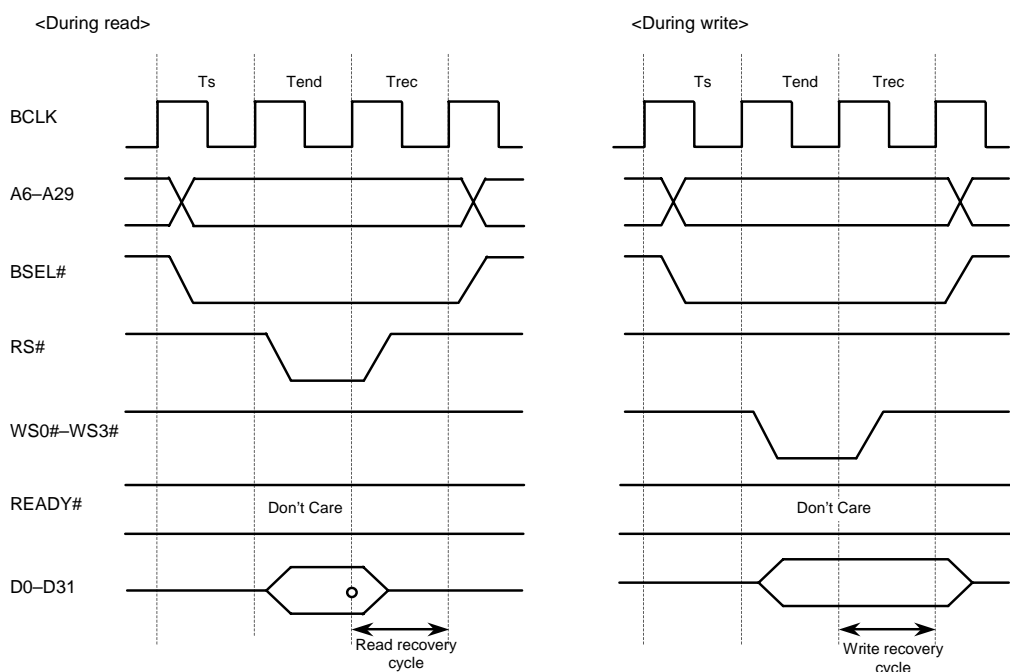 <During read>
<During write>
Ts Tend Trec
Ts Tend Trec
BCLK
A6–A29
BSEL#
RS#
WS0#–WS3#
READY#
Don't Care
Don't Care
D0–D31
Read recovery
cycle
Write recovery
cycle